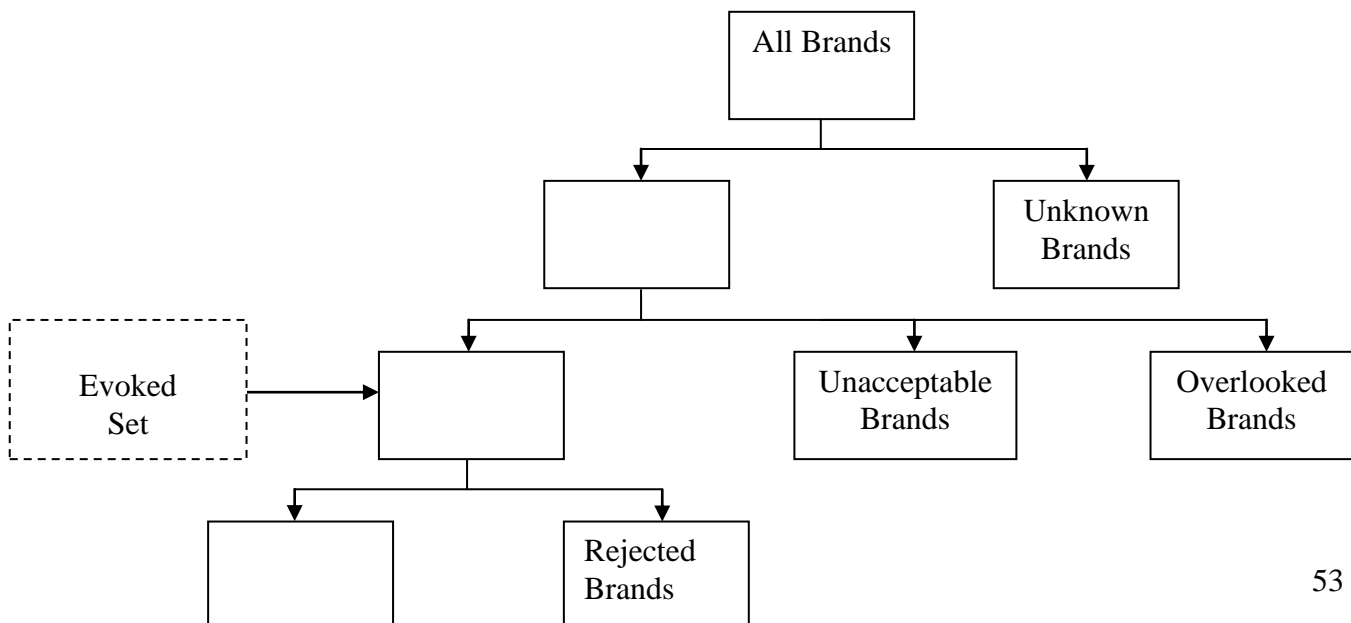 All Brands
Unknown
Brands
Evoked
Set
Unacceptable
Brands
Overlooked
Brands
Rejected
Brands
53